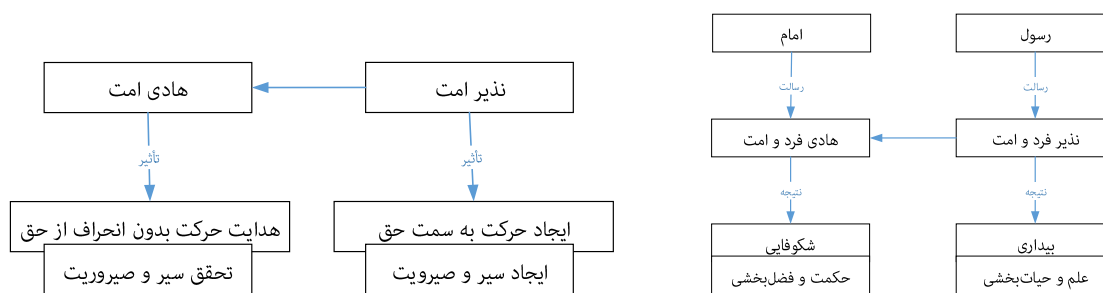 رسول
امام
رسالت
رسالت
نذیر فرد و امت
هادی فرد و امت
نتیجه
نتیجه
بیداری
شکوفایی
علم و حیات‌بخشی
حکمت و فضل‌بخشی
نذیر امت
هادی امت
تأثیر
تأثیر
ایجاد حرکت به سمت حق
هدایت حرکت بدون انحراف از حق
ایجاد سیر و صیرویت
تحقق سیر و صیروریت